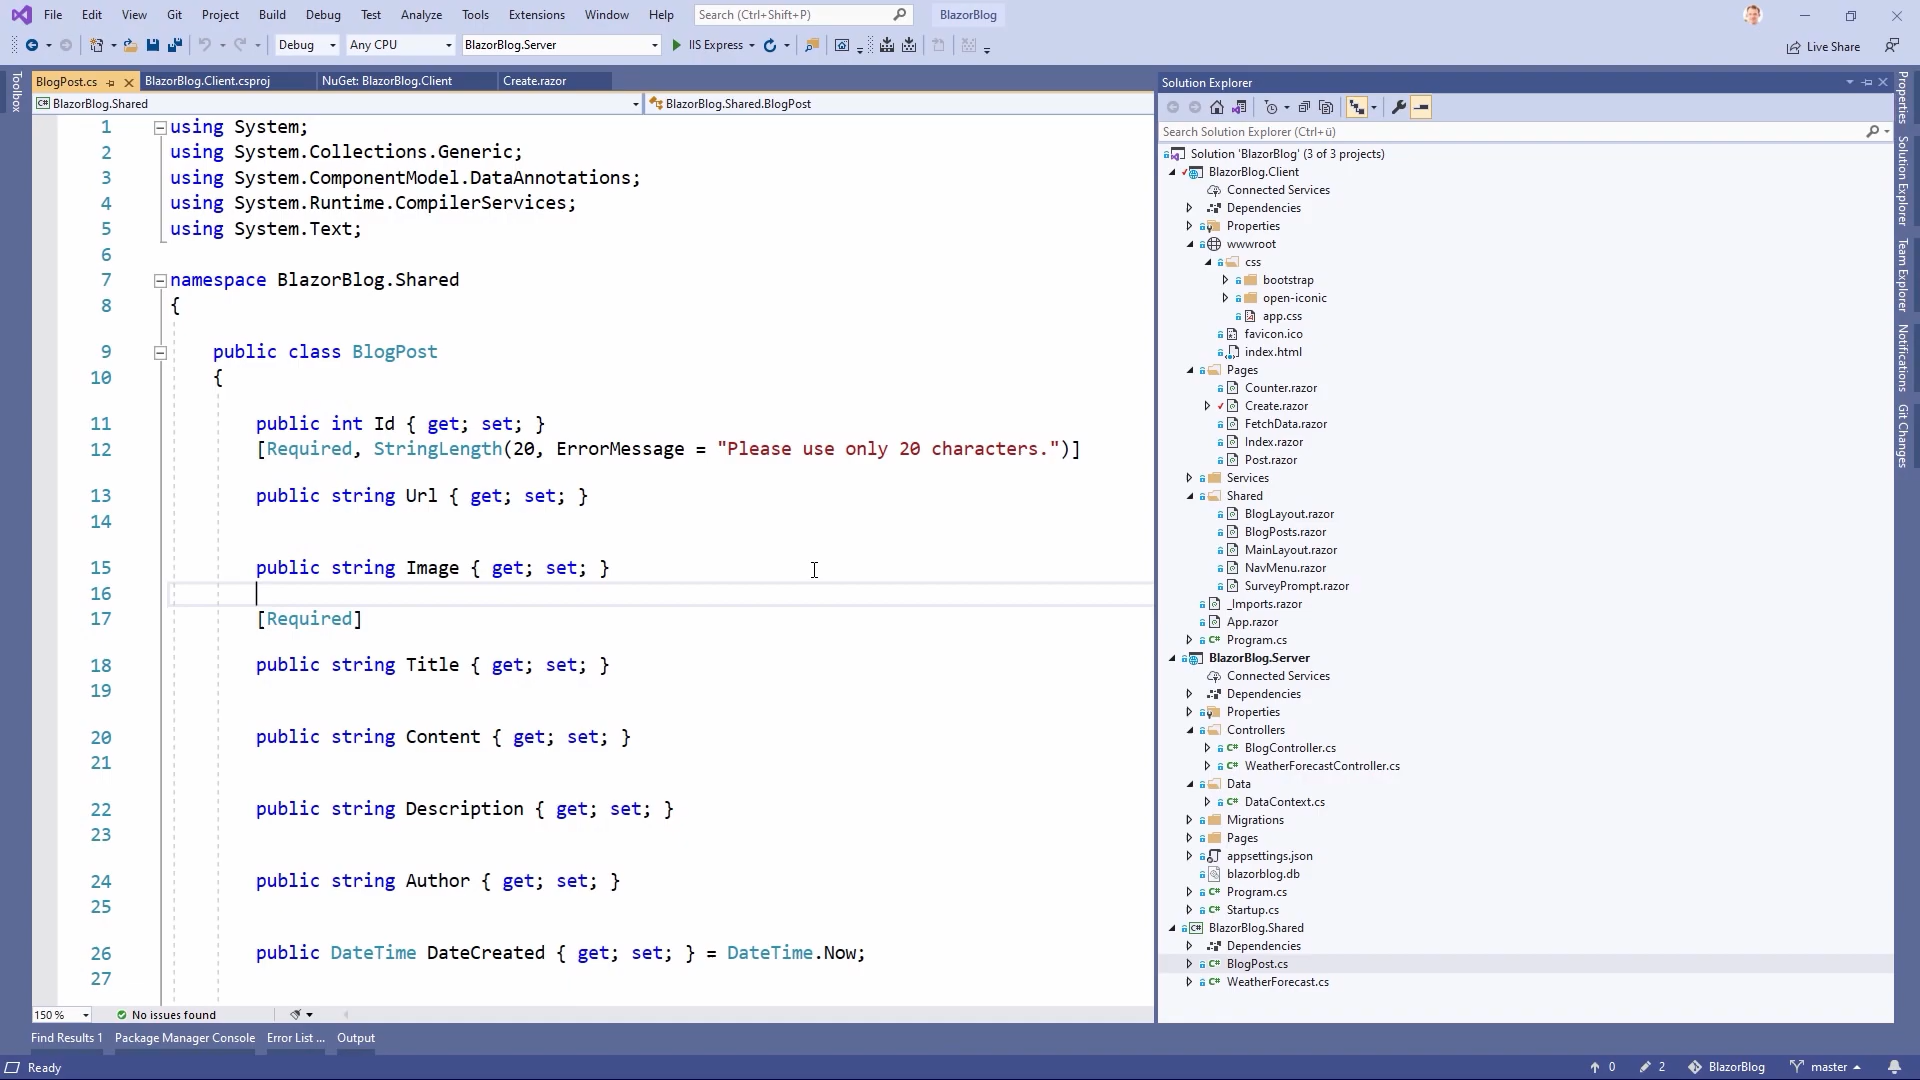 File Edit View Git Project Build Debug Test Analyze Tools Extensions Window Help Search (Ctrl+Shift+P) BlazorBlog
Debug Any CPU BlazorBlog.Server IIS Express Live Share
Toolbox
BlogPost.cs BlazorBlog.Client.csproj NuGet: BlazorBlog.Client Create.razor
BlazorBlog.Shared BlazorBlog.Shared.BlogPost
1 using System;
2 using System.Collections.Generic;
3 using System.ComponentModel.DataAnnotations;
4 using System.Runtime.CompilerServices;
5 using System.Text;
6
7 namespace BlazorBlog.Shared
8 {
9 public class BlogPost
10 {
11 public int Id { get; set; }
12 [Required, StringLength(20, ErrorMessage = "Please use only 20 characters.")]
13 public string Url { get; set; }
14
15 public string Image { get; set; }
16
17 [Required]
18 public string Title { get; set; }
19
20 public string Content { get; set; }
21
22 public string Description { get; set; }
23
24 public string Author { get; set; }
25
26 public DateTime DateCreated { get; set; } = DateTime.Now;
27
150 % No issues found
Find Results 1 Package Manager Console Error List ... Output
Ready 0 2 BlazorBlog master
Solution Explorer
Search Solution Explorer (Ctrl+ü)
Solution 'BlazorBlog' (3 of 3 projects)
BlazorBlog.Client
Connected Services
Dependencies
Properties
wwwroot
css
bootstrap
open-iconic
app.css
favicon.ico
index.html
Pages
Counter.razor
Create.razor
FetchData.razor
Index.razor
Post.razor
Services
Shared
BlogLayout.razor
BlogPosts.razor
MainLayout.razor
NavMenu.razor
SurveyPrompt.razor
_Imports.razor
App.razor
C# Program.cs
BlazorBlog.Server
Connected Services
Dependencies
Properties
Controllers
C# BlogController.cs
C# WeatherForecastController.cs
Data
C# DataContext.cs
Migrations
Pages
appsettings.json
blazorblog.db
C# Program.cs
C# Startup.cs
C# BlazorBlog.Shared
Dependencies
C# BlogPost.cs
C# WeatherForecast.cs
Properties
Solution Explorer
Team Explorer
Notifications
Git Changes